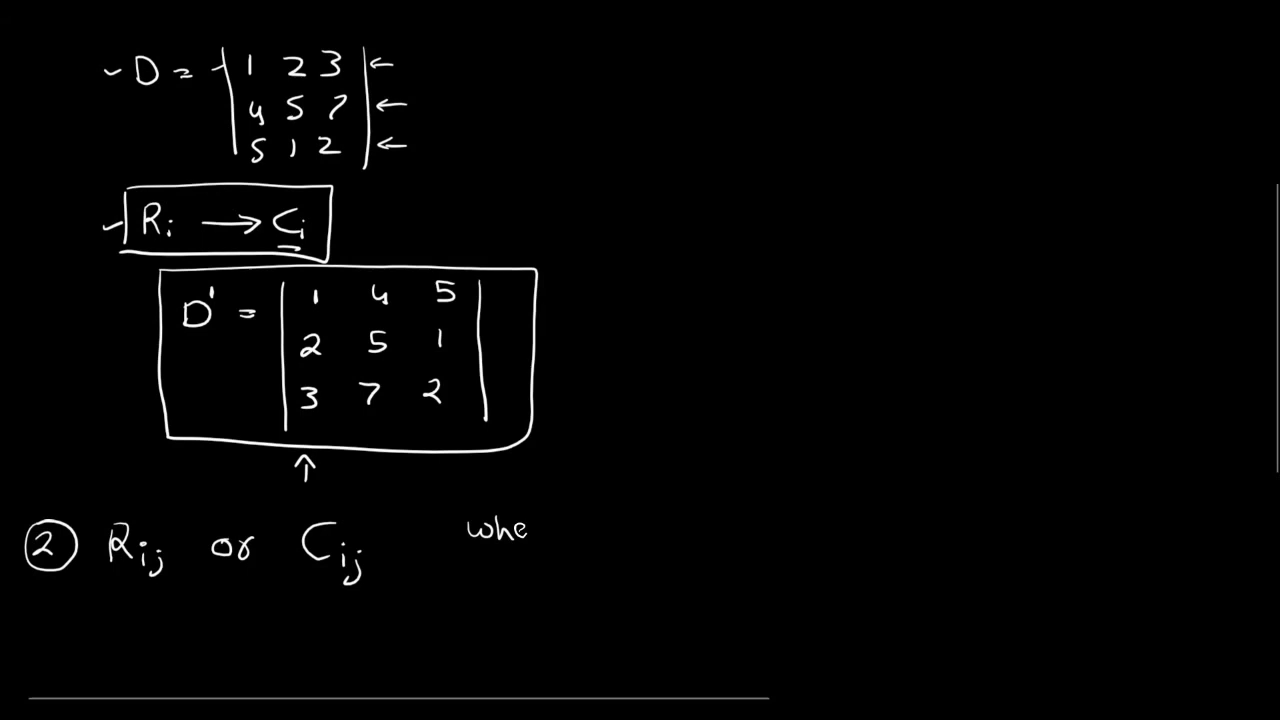 D = | 1 2 3 | ←
| 4 5 7 | ←
| 5 1 2 | ←
Rᵢ → Cᵢ
D' = | 1 4 5 |
| 2 5 1 |
| 3 7 2 |
↑
② Rᵢⱼ or Cᵢⱼ whe